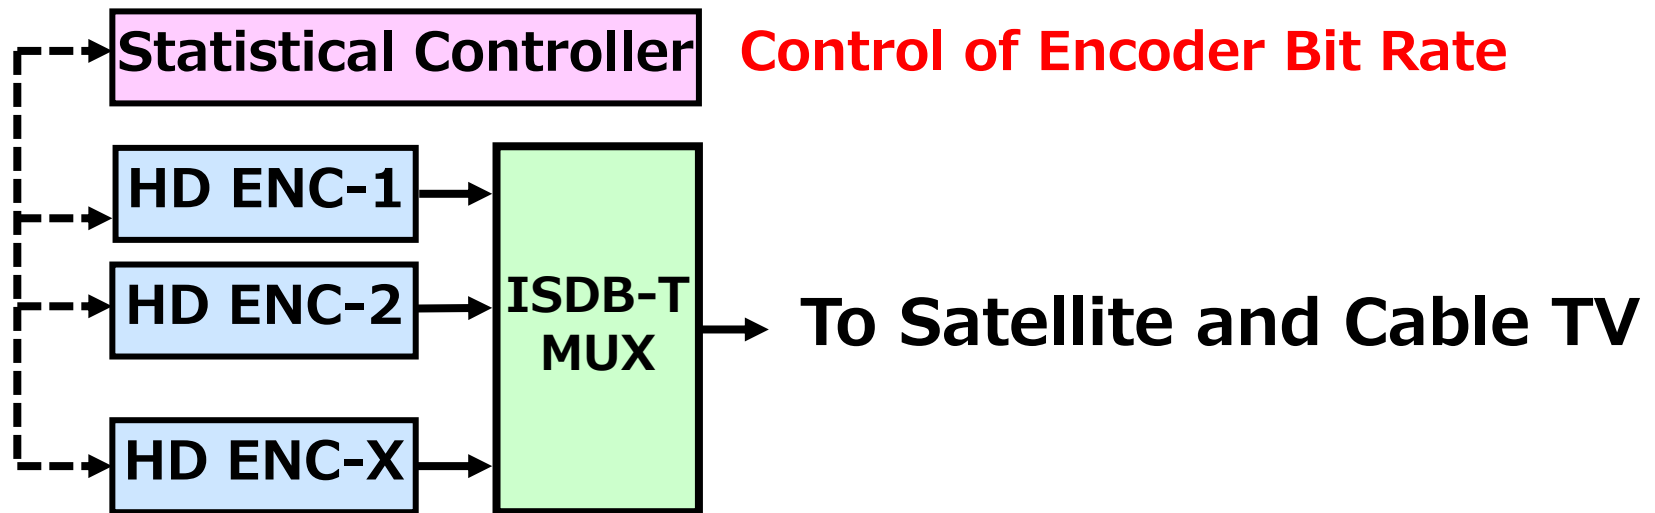 Statistical Controller
Control of Encoder Bit Rate
HD ENC-1
HD ENC-2
HD ENC-X
ISDB-T
MUX
To Satellite and Cable TV